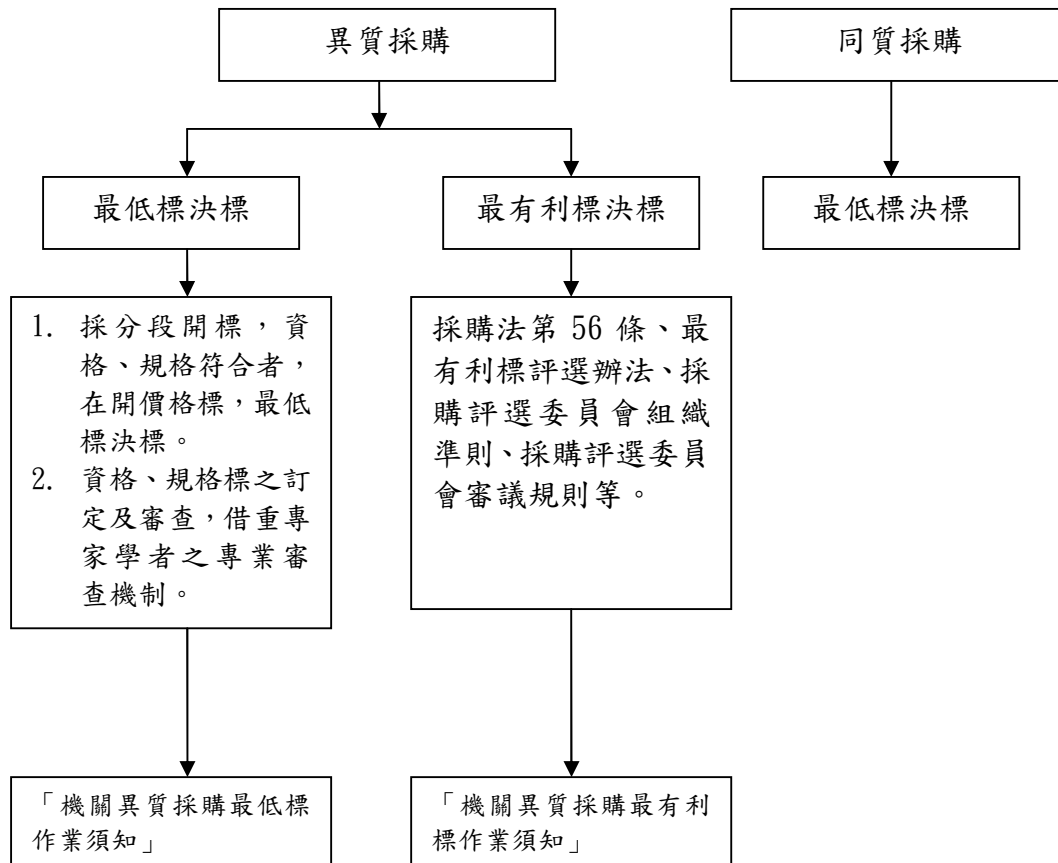 異質採購
同質採購
最低標決標
最有利標決標
最低標決標
1. 採分段開標，資
格、規格符合者，
在開價格標，最低
標決標。
2. 資格、規格標之訂
定及審查，借重專
家學者之專業審
查機制。
採購法第 56 條、最
有利標評選辦法、採
購評選委員會組織
準則、採購評選委員
會審議規則等。
「機關異質採購最低標
作業須知」
「機關異質採購最有利
標作業須知」